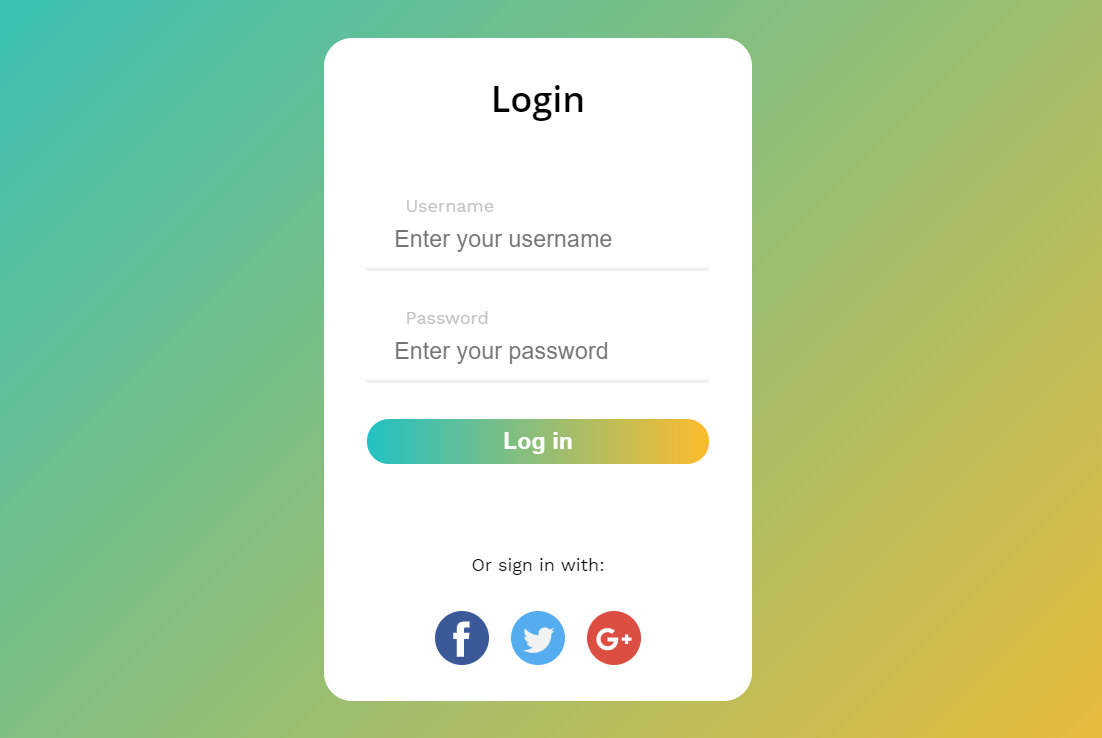 Login
Username
Enter your username
Password
Enter your password
Log in
Or sign in with:
f
G+